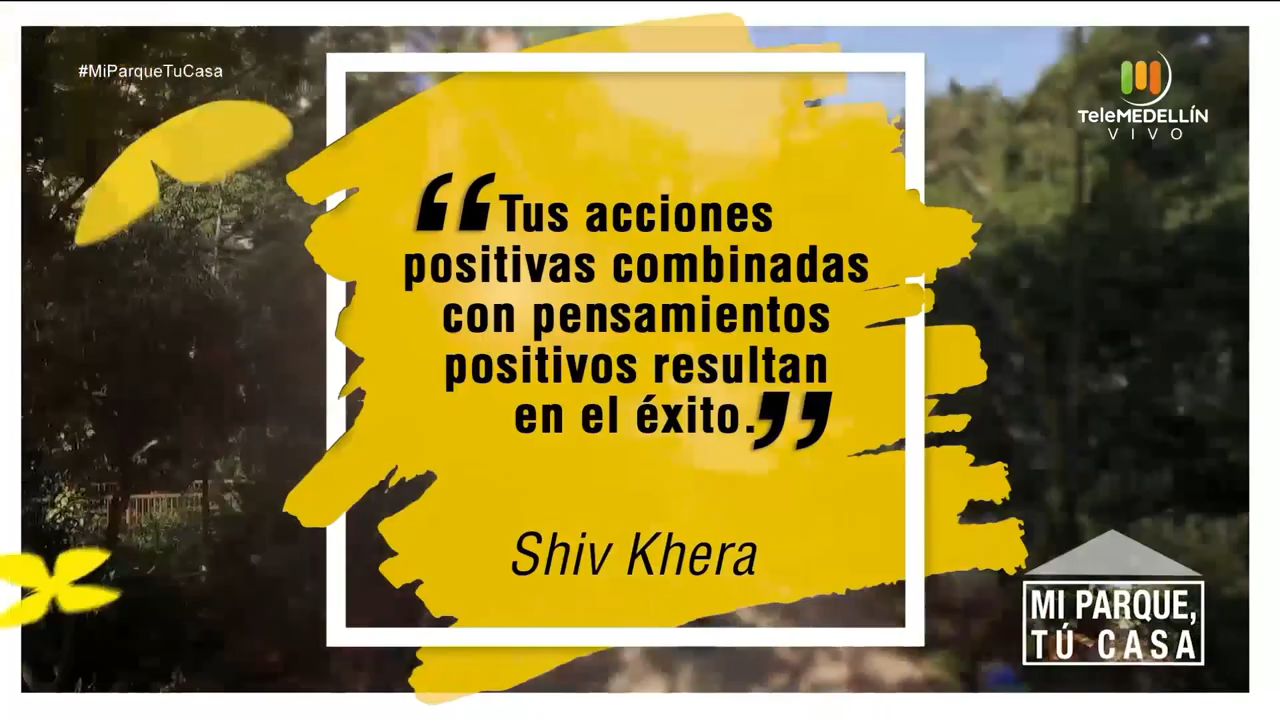 #MiParqueTuCasa
TeleMEDELLÍN
VIVO
“Tus acciones
positivas combinadas
con pensamientos
positivos resultan
en el éxito.”
Shiv Khera
MI PARQUE,
TÚ CASA